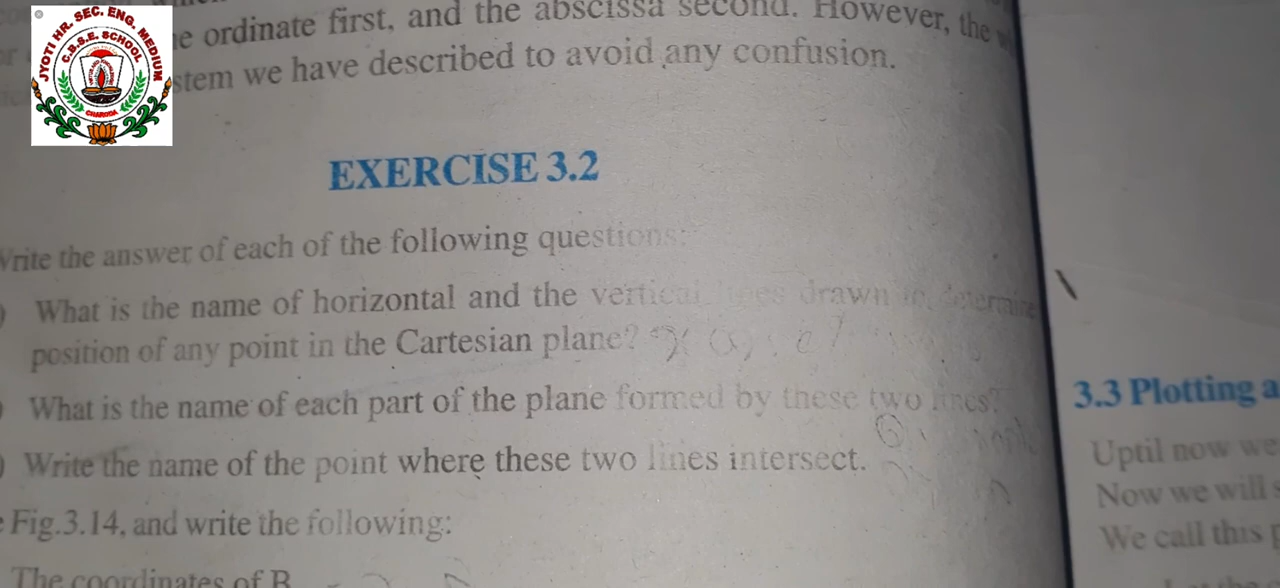 JYOTI HR. SEC. ENG. MEDIUM
C.B.S.E. SCHOOL
CHARODA
e ordinate first, and the abscissa second. However, the
stem we have described to avoid any confusion.
EXERCISE 3.2
Write the answer of each of the following questions:
What is the name of horizontal and the vertical lines drawn to determine
position of any point in the Cartesian plane?
What is the name of each part of the plane formed by these two lines?
Write the name of the point where these two lines intersect.
Fig.3.14, and write the following:
The coordinates of B
3.3 Plotting a
Uptil now we
Now we will s
We call this p